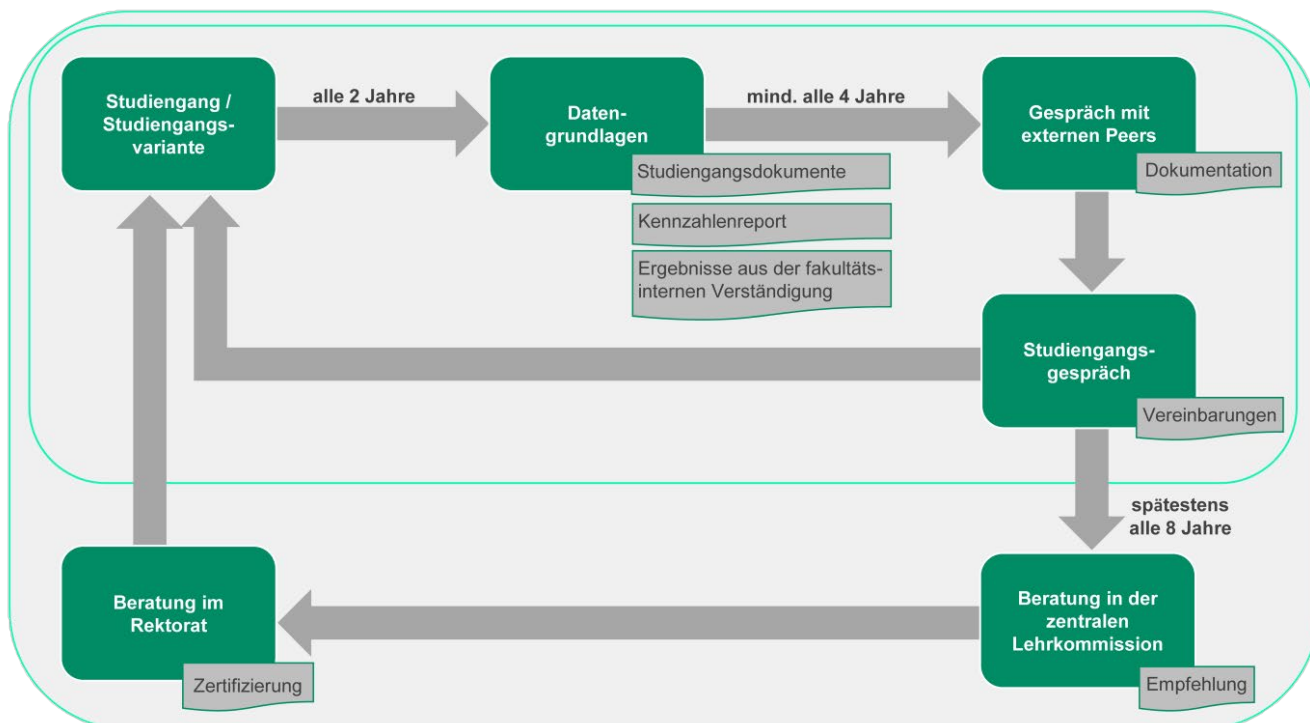 Studiengang /
Studiengangs-
variante
alle 2 Jahre
Daten-
grundlagen
Studiengangsdokumente
Kennzahlenreport
Ergebnisse aus der fakultäts-
internen Verständigung
mind. alle 4 Jahre
Gespräch mit
externen Peers
Dokumentation
Studiengangs-
gespräch
Vereinbarungen
spätestens
alle 8 Jahre
Beratung in der
zentralen
Lehrkommission
Empfehlung
Beratung im
Rektorat
Zertifizierung